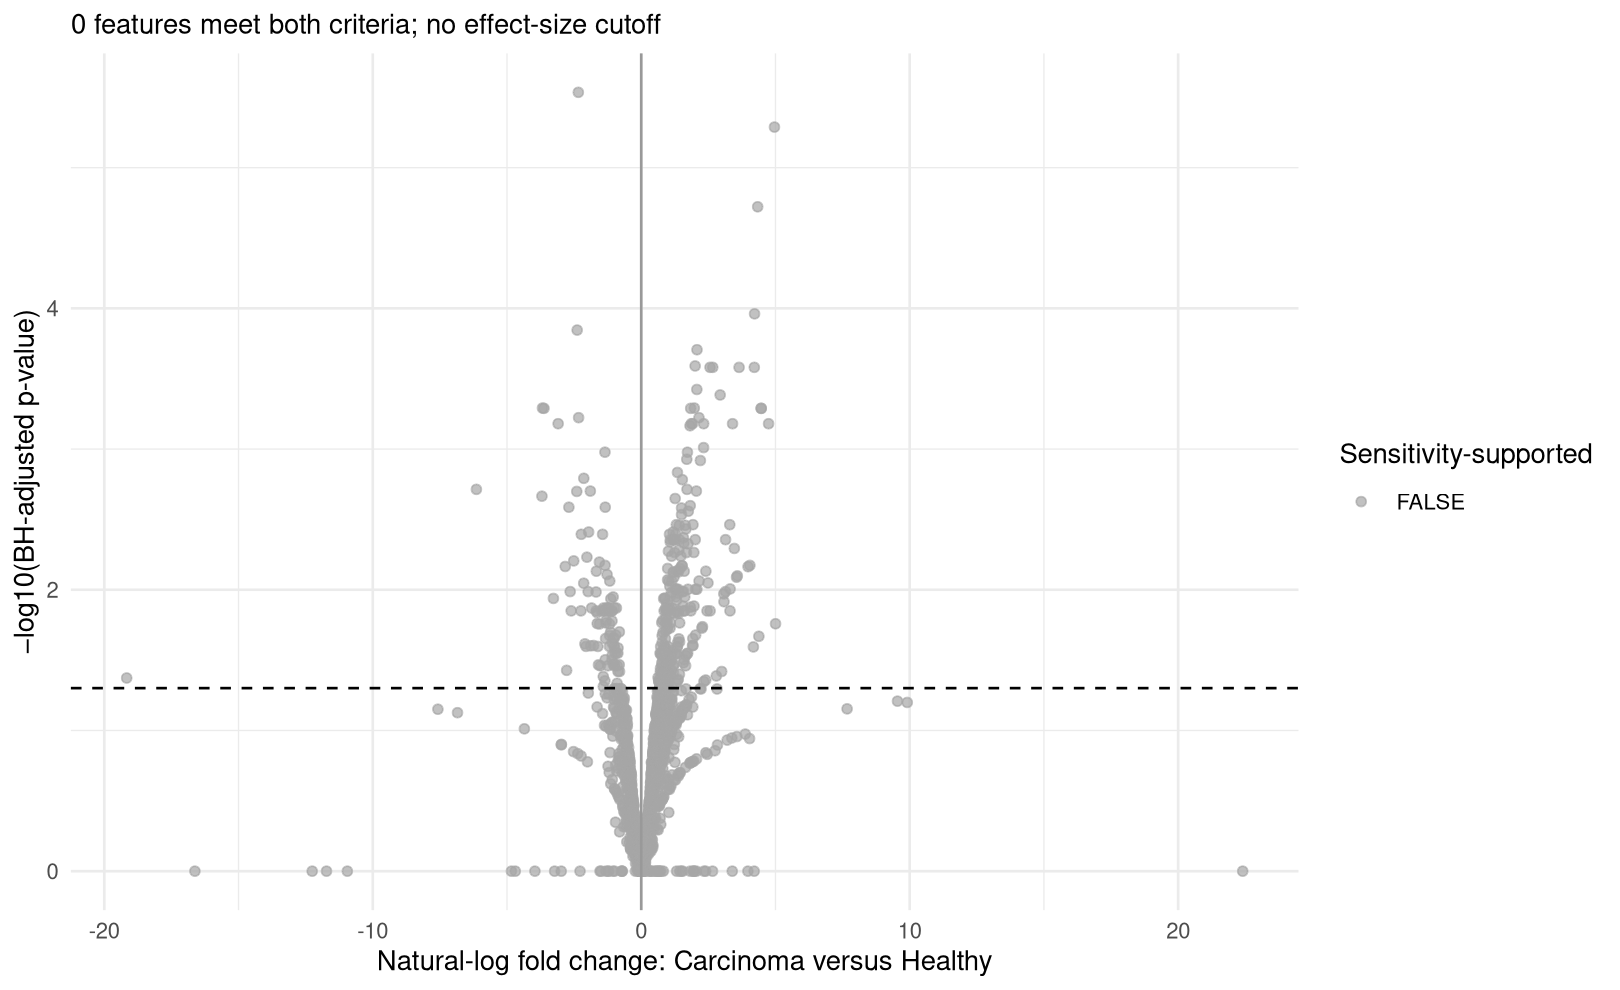 0 features meet both criteria; no effect-size cutoff
−log10(BH-adjusted p-value)
4
2
0
-20 -10 0 10 20
Natural-log fold change: Carcinoma versus Healthy
Sensitivity-supported
FALSE